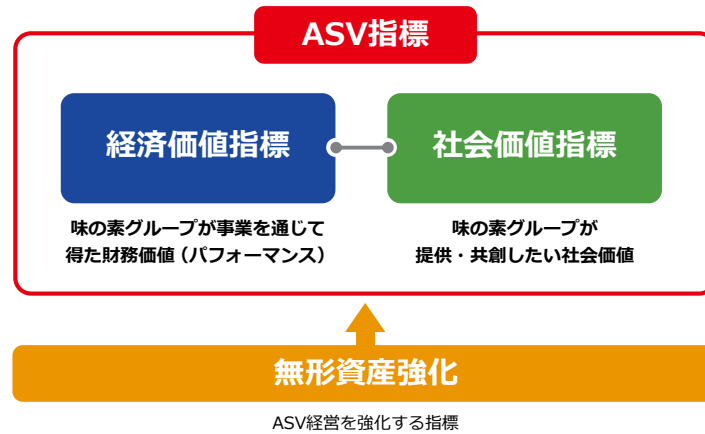 ASV指標
経済価値指標
社会価値指標
味の素グループが事業を通じて
得た財務価値（パフォーマンス）
味の素グループが
提供・共創したい社会価値
無形資産強化
ASV経営を強化する指標